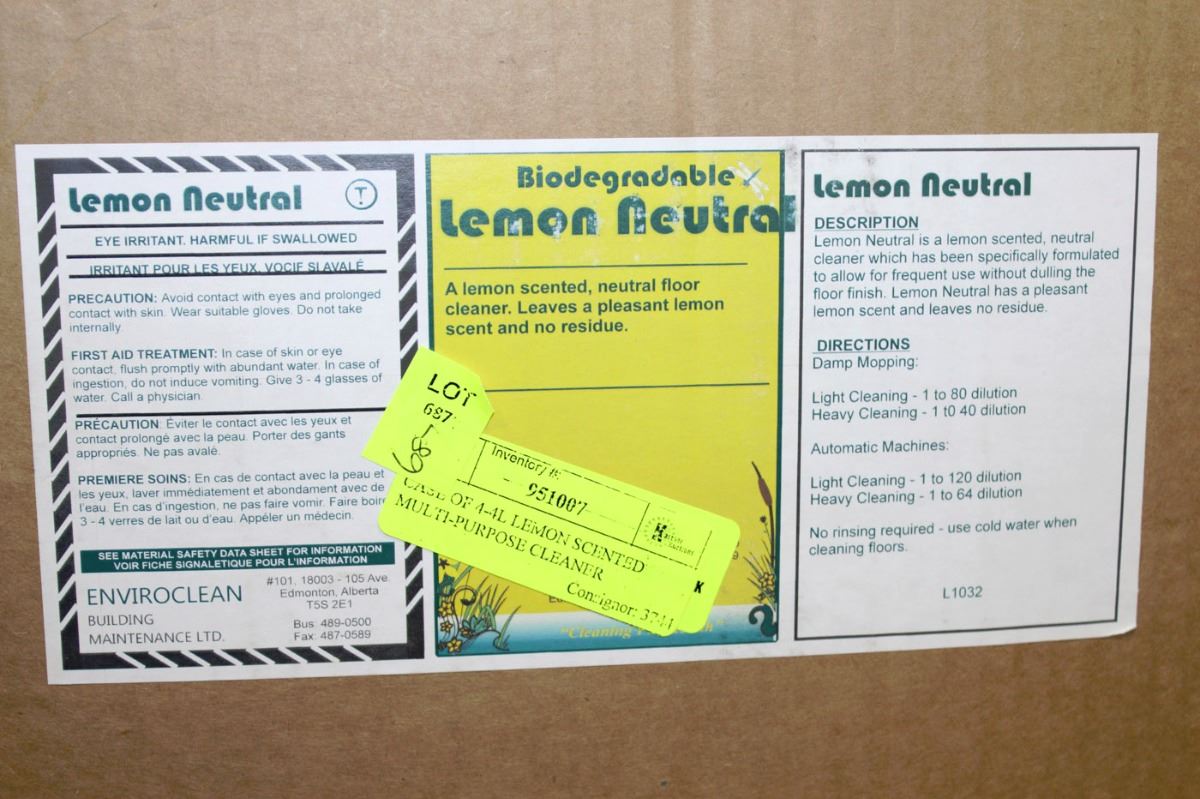 Lemon Neutral
T
EYE IRRITANT. HARMFUL IF SWALLOWED
IRRITANT POUR LES YEUX. VOCIF SI AVALÉ
PRECAUTION: Avoid contact with eyes and prolonged
contact with skin. Wear suitable gloves. Do not take
internally.
FIRST AID TREATMENT: In case of skin or eye
contact, flush promptly with abundant water. In case of
ingestion, do not induce vomiting. Give 3 - 4 glasses of
water. Call a physician.
PRÉCAUTION: Éviter le contact avec les yeux et
contact prolongé avec la peau. Porter des gants
appropriés. Ne pas avalé.
PREMIERE SOINS: En cas de contact avec la peau et
les yeux, laver immédiatement et abondament avec de
l'eau. En cas d'ingestion, ne pas faire vomir. Faire boire
3 - 4 verres de lait ou d'eau. Appéler un médecin.
SEE MATERIAL SAFETY DATA SHEET FOR INFORMATION
VOIR FICHE SIGNALETIQUE POUR L'INFORMATION
ENVIROCLEAN
BUILDING
MAINTENANCE LTD.
#101, 18003 - 105 Ave.
Edmonton, Alberta
T5S 2E1
Bus: 489-0500
Fax: 487-0589
Biodegradable
Lemon Neutral
A lemon scented, neutral floor
cleaner. Leaves a pleasant lemon
scent and no residue.
LOT
687
685
Inventory #:
951007
CASE OF 4-4L LEMON SCENTED
MULTI-PURPOSE CLEANER
K
Consignor: 3744
"Cleaning
Lemon Neutral
DESCRIPTION
Lemon Neutral is a lemon scented, neutral
cleaner which has been specifically formulated
to allow for frequent use without dulling the
floor finish. Lemon Neutral has a pleasant
lemon scent and leaves no residue.
DIRECTIONS
Damp Mopping:
Light Cleaning - 1 to 80 dilution
Heavy Cleaning - 1 t0 40 dilution
Automatic Machines:
Light Cleaning - 1 to 120 dilution
Heavy Cleaning - 1 to 64 dilution
No rinsing required - use cold water when
cleaning floors.
L1032